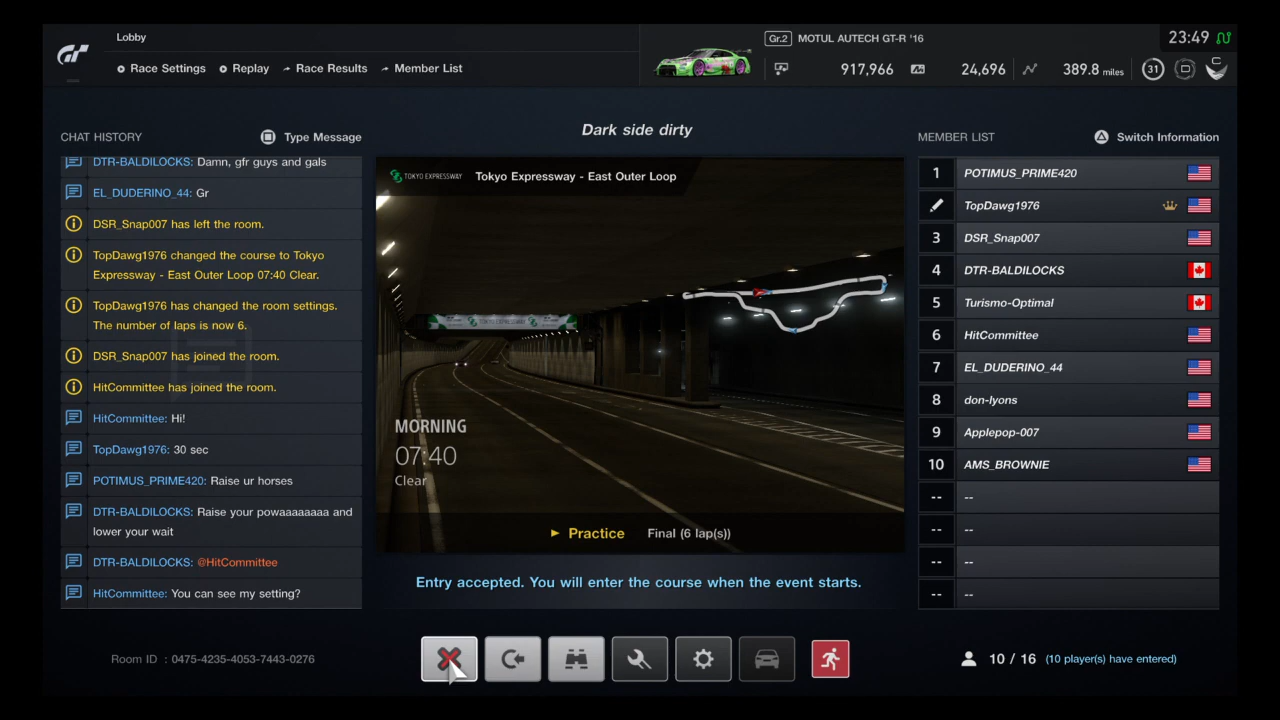 Lobby
Race Settings
Replay
Race Results
Member List
Gr.2 MOTUL AUTECH GT-R '16
23:49
917,966
24,696
389.8 miles
31
C
CHAT HISTORY
Type Message
DTR-BALDILOCKS: Damn, gfr guys and gals
EL_DUDERINO_44: Gr
DSR_Snap007 has left the room.
TopDawg1976 changed the course to Tokyo
Expressway - East Outer Loop 07:40 Clear.
TopDawg1976 has changed the room settings.
The number of laps is now 6.
DSR_Snap007 has joined the room.
HitCommittee has joined the room.
HitCommittee: Hi!
TopDawg1976: 30 sec
POTIMUS_PRIME420: Raise ur horses
DTR-BALDILOCKS: Raise your powaaaaaaaa and
lower your wait
DTR-BALDILOCKS: @HitCommittee
HitCommittee: You can see my setting?
Dark side dirty
TOKYO EXPRESSWAY
Tokyo Expressway - East Outer Loop
TOKYO EXPRESSWAY
MORNING
07:40
Clear
Practice
Final (6 lap(s))
Entry accepted. You will enter the course when the event starts.
MEMBER LIST
Switch Information
1 POTIMUS_PRIME420
TopDawg1976
3 DSR_Snap007
4 DTR-BALDILOCKS
5 Turismo-Optimal
6 HitCommittee
7 EL_DUDERINO_44
8 don-lyons
9 Applepop-007
10 AMS_BROWNIE
-- --
-- --
-- --
-- --
Room ID : 0475-4235-4053-7443-0276
10 / 16 (10 player(s) have entered)